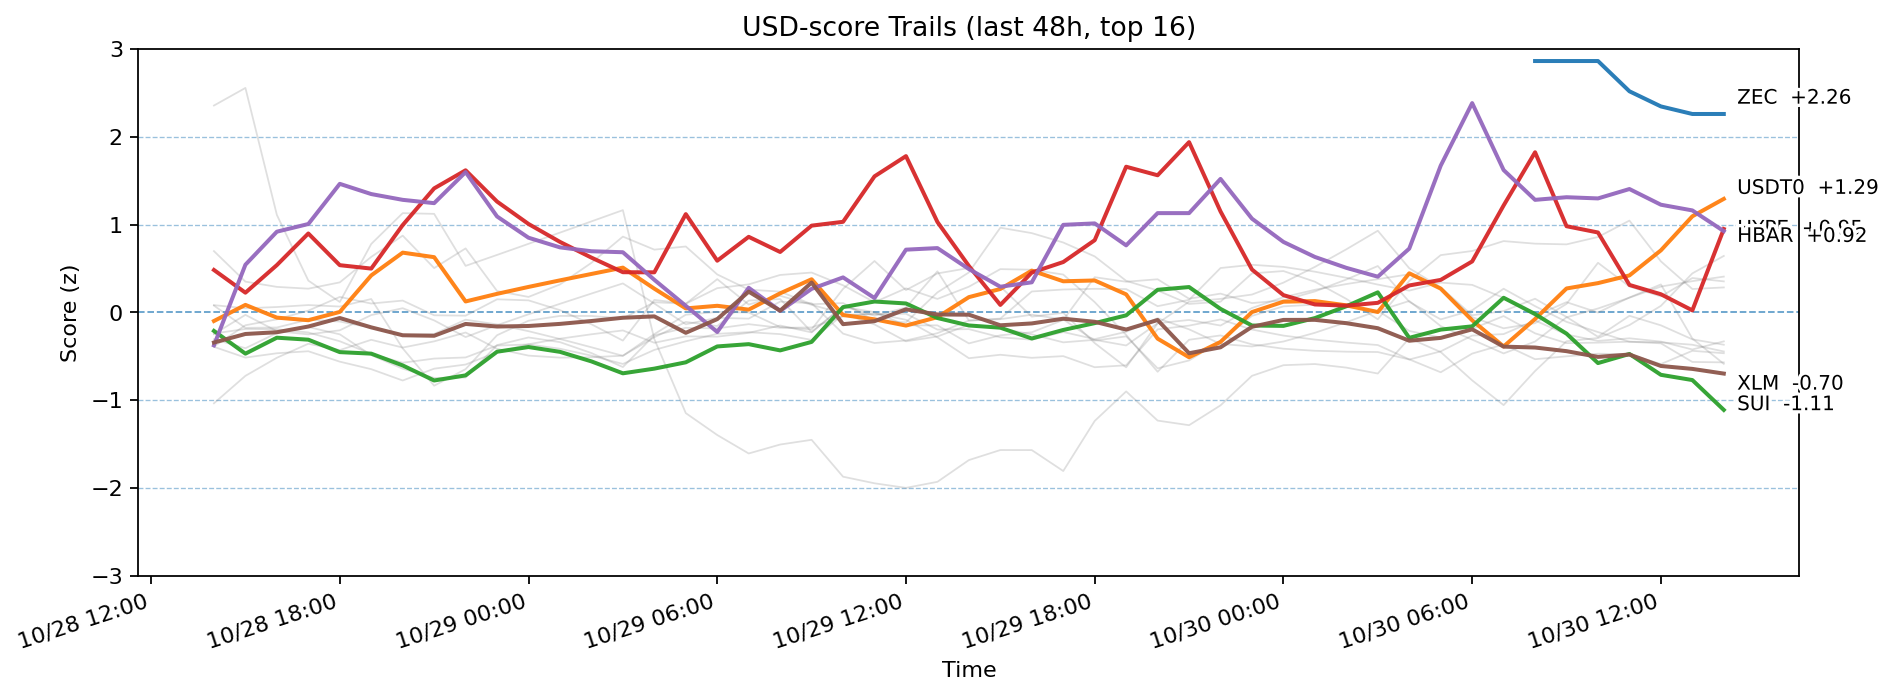 USD-score Trails (last 48h, top 16)
Score (z)
3
2
1
0
−1
−2
−3
ZEC +2.26
USDT0 +1.29
HBAR +0.92
XLM -0.70
SUI -1.11
10/28 12:00
10/28 18:00
10/29 00:00
10/29 06:00
10/29 12:00
10/29 18:00
10/30 00:00
10/30 06:00
10/30 12:00
Time